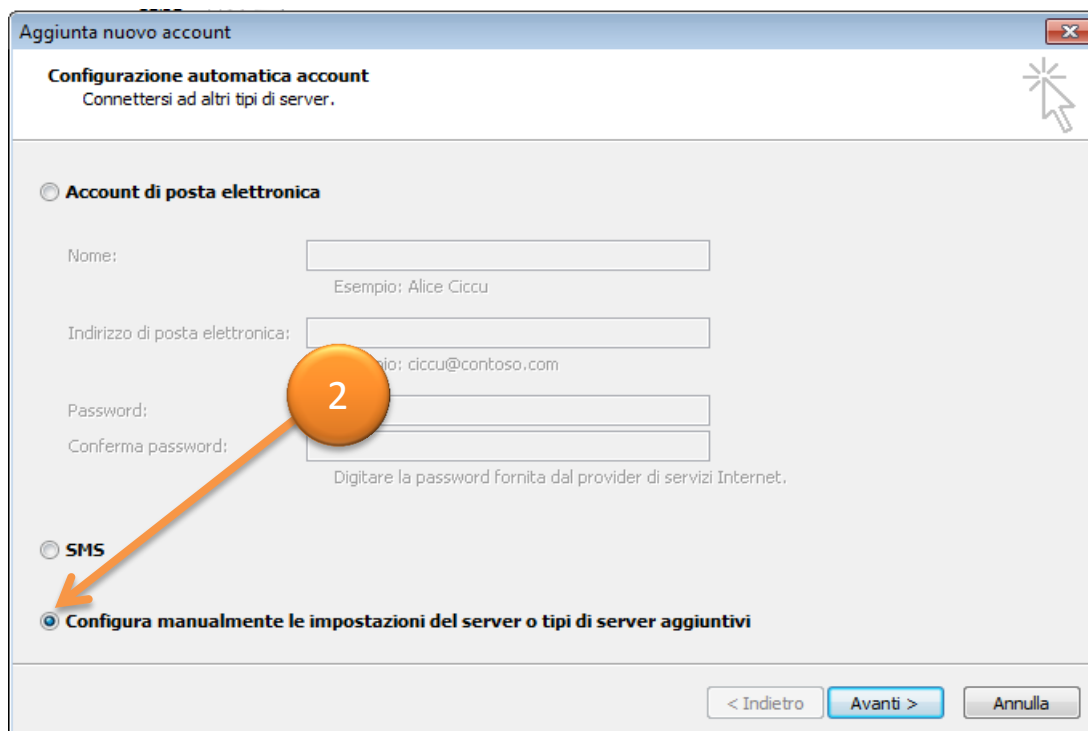 Aggiunta nuovo account
Configurazione automatica account
Connettersi ad altri tipi di server.
Account di posta elettronica
Nome:
Esempio: Alice Ciccu
Indirizzo di posta elettronica:
ciccu@contoso.com
2
Password:
Conferma password:
Digitare la password fornita dal provider di servizi Internet.
SMS
Configura manualmente le impostazioni del server o tipi di server aggiuntivi
< Indietro Avanti > Annulla